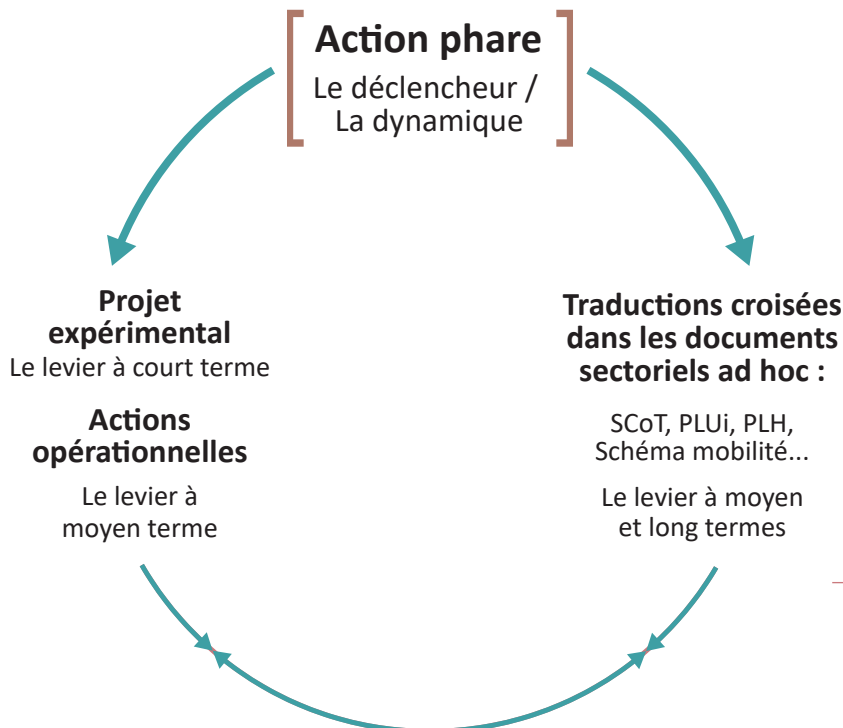 Action phare
Le déclencheur /
La dynamique
Projet
expérimental
Le levier à court terme
Actions
opérationnelles
Le levier à
moyen terme
Traductions croisées
dans les documents
sectoriels ad hoc :
SCoT, PLUi, PLH,
Schéma mobilité...
Le levier à moyen
et long termes